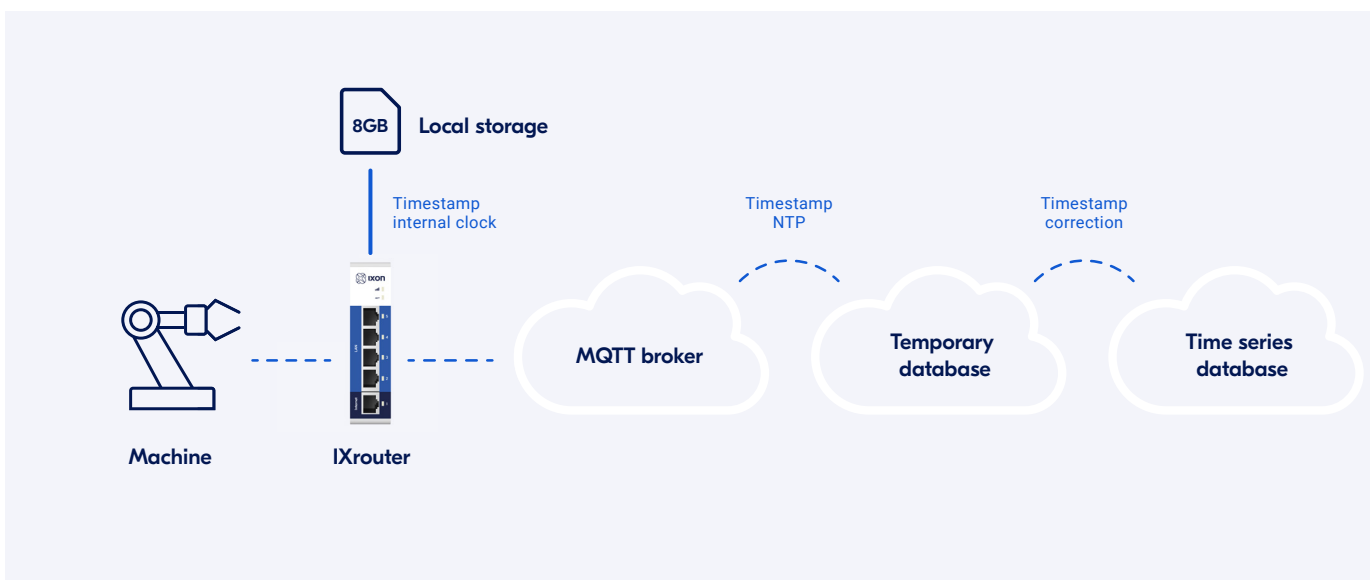 8GB
Local storage
Timestamp
internal clock
Timestamp
NTP
Timestamp
correction
ixon
MQTT broker
Temporary
database
Time series
database
Machine
IXrouter